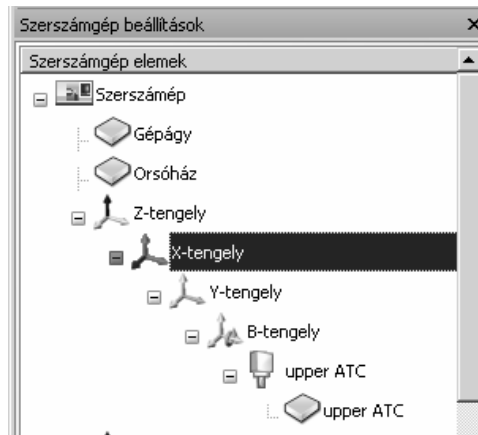 Szerszámgép beállítások
Szerszámgép elemek
Szerszámép
Gépágy
Orsóház
Z-tengely
X-tengely
Y-tengely
B-tengely
upper ATC
upper ATC